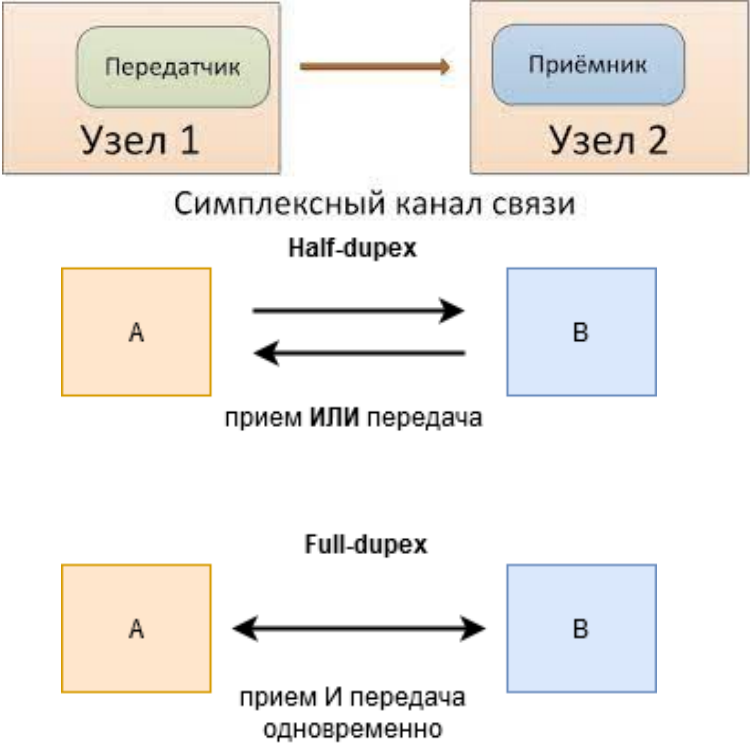 Передатчик
Приёмник
Узел 1
Узел 2
Симплексный канал связи
Half-dupex
A
B
прием ИЛИ передача
Full-dupex
A
B
прием И передача
одновременно